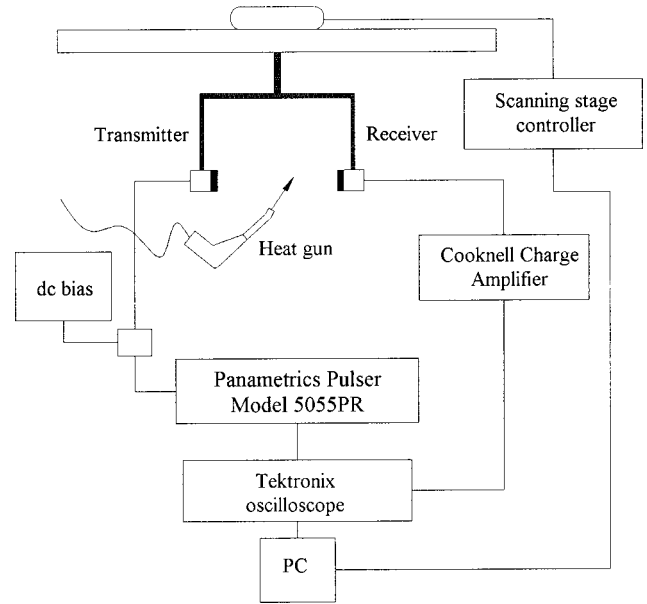 Scanning stage
controller
Transmitter
Receiver
Heat gun
Cooknell Charge
Amplifier
dc bias
Panametrics Pulser
Model 5055PR
Tektronix
oscilloscope
PC